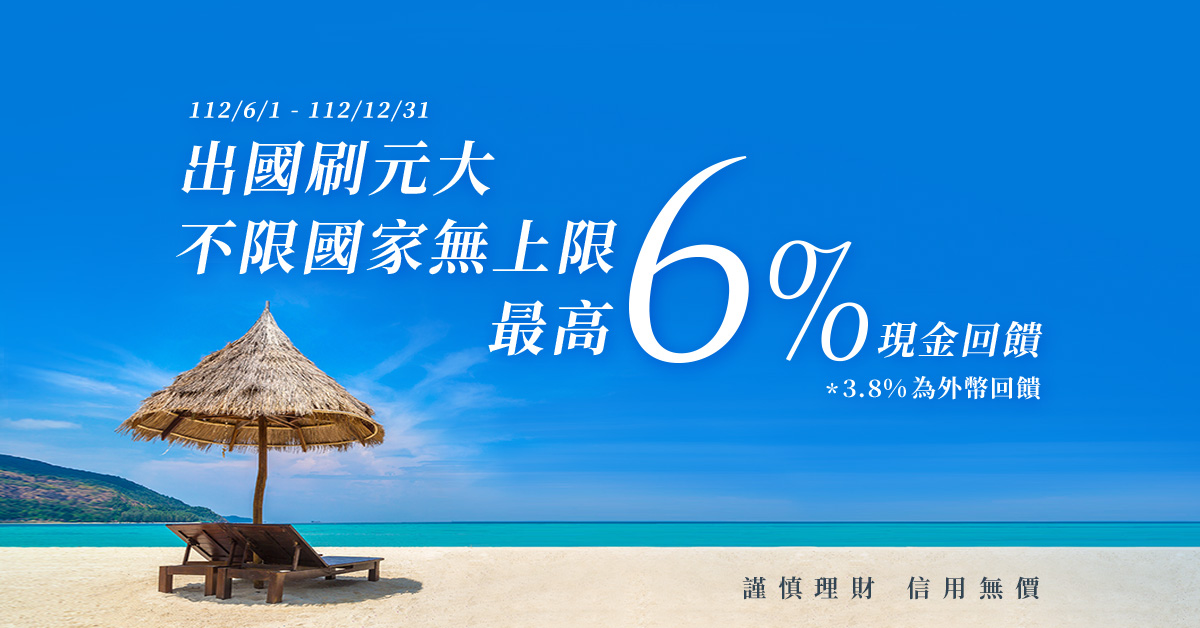 112/6/1 - 112/12/31
出國刷元大
不限國家無上限
最高6%現金回饋
*3.8%為外幣回饋
謹慎理財 信用無價